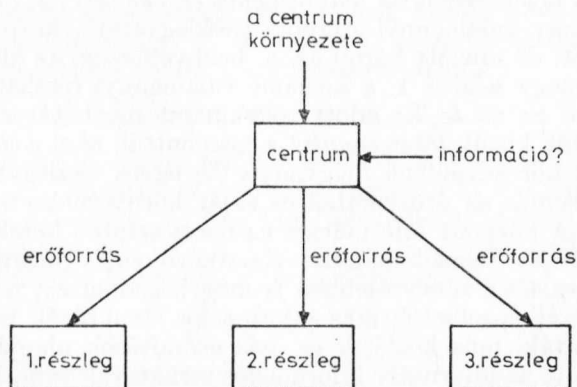 a centrum
környezete
centrum
információ?
erőforrás
erőforrás
erőforrás
1.részleg
2.részleg
3.részleg